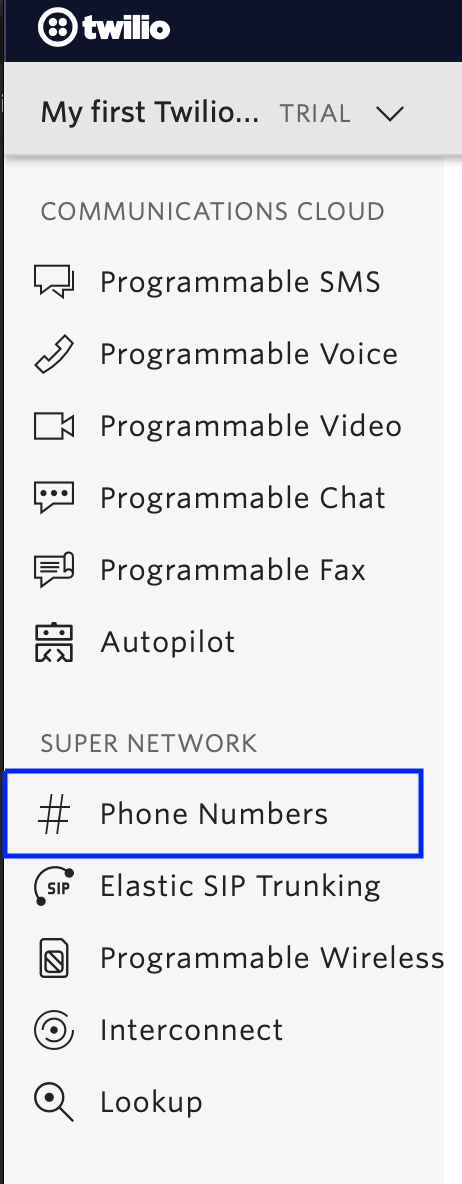 twilio
My first Twilio... TRIAL
COMMUNICATIONS CLOUD
Programmable SMS
Programmable Voice
Programmable Video
Programmable Chat
Programmable Fax
Autopilot
SUPER NETWORK
# Phone Numbers
SIP Elastic SIP Trunking
Programmable Wireless
Interconnect
Lookup